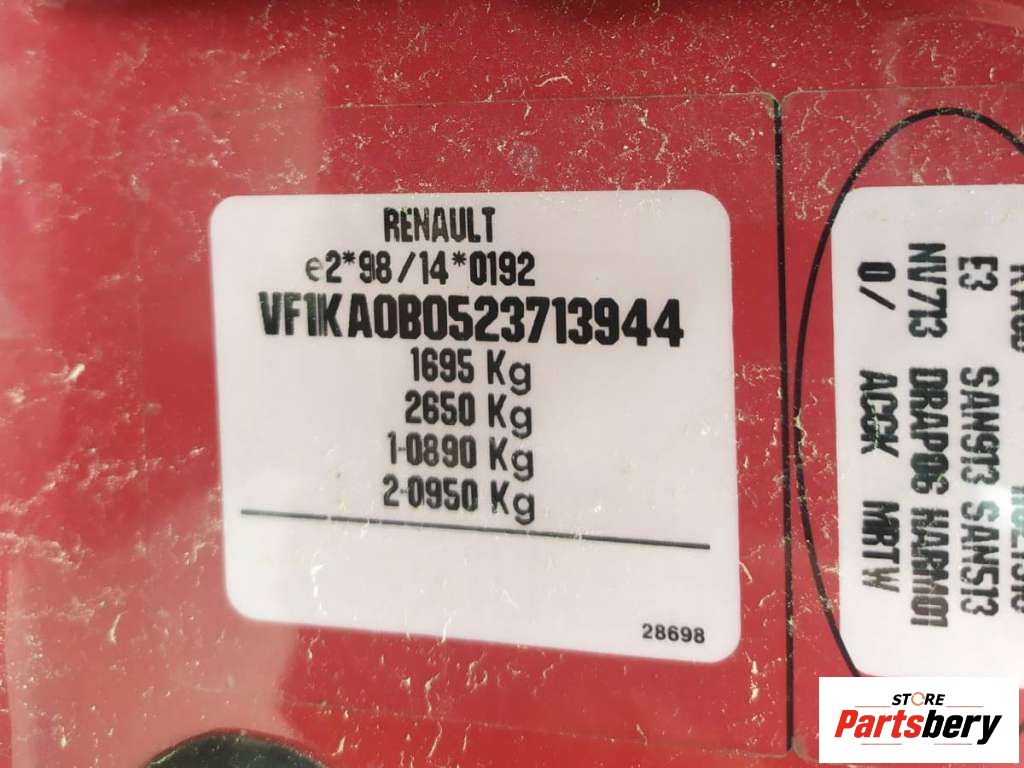 RENAULT
e2*98/14*0192
VF1KA0B0523713944
1695 Kg
2650 Kg
1-0890 Kg
2-0950 Kg
28698
E3 SAN913 SAN513
NV713 DRAP06 HARM01
0/ ACCK MRTW
STORE
Partsbery